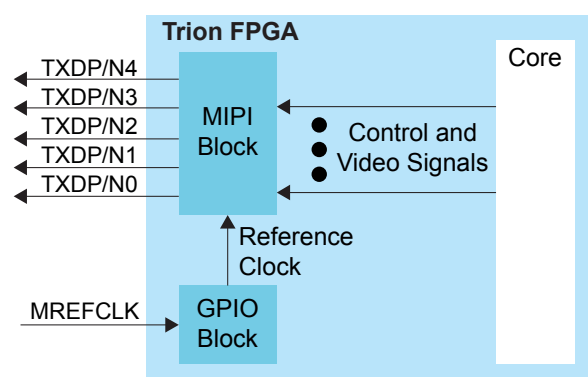 Trion FPGA
Core
TXDP/N4
TXDP/N3
TXDP/N2
TXDP/N1
TXDP/N0
MIPI
Block
Control and
Video Signals
Reference
Clock
MREFCLK
GPIO
Block